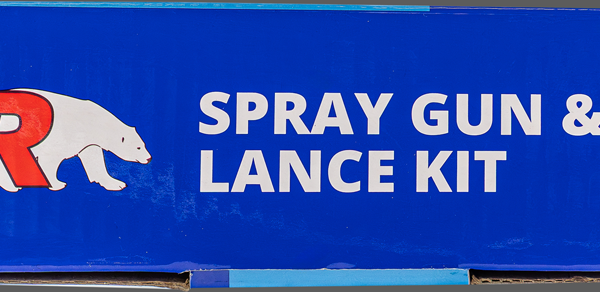 R
SPRAY GUN &
LANCE KIT